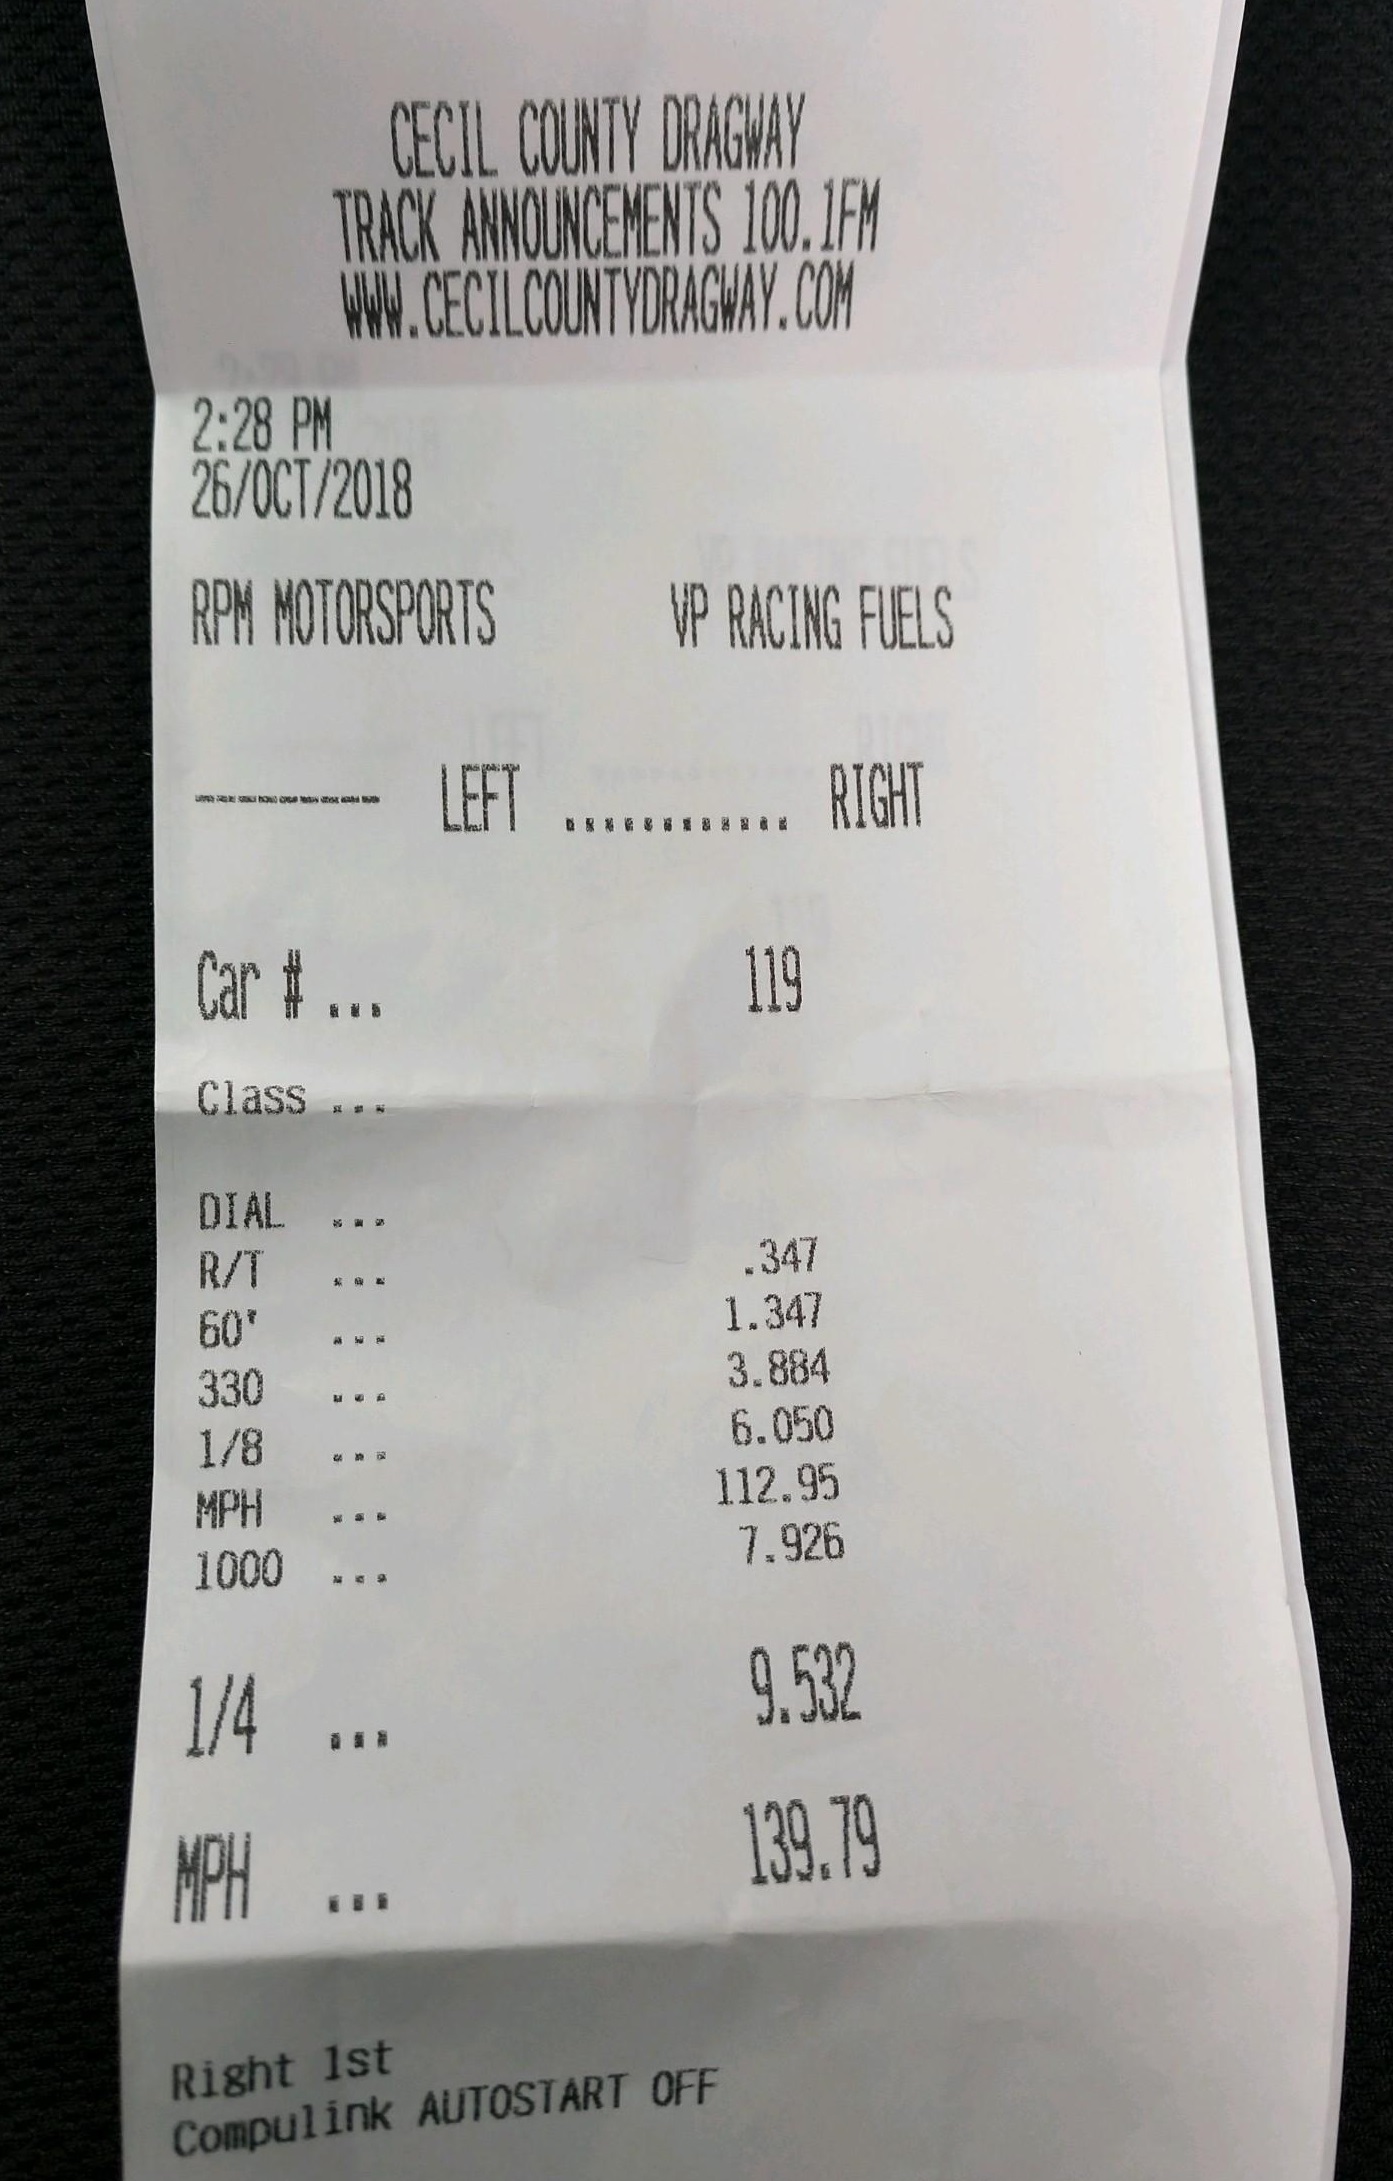 CECIL COUNTY DRAGWAY
TRACK ANNOUNCEMENTS 100.1FM
WWW.CECILCOUNTYDRAGWAY.COM
2:28 PM
26/OCT/2018
RPM MOTORSPORTS VP RACING FUELS
--------- LEFT ............ RIGHT
Car # ... 119
Class ...
DIAL ...
R/T ... .347
60' ... 1.347
330 ... 3.884
1/8 ... 6.050
MPH ... 112.95
1000 ... 7.926
1/4 ... 9.532
MPH ... 139.79
Right 1st
Compulink AUTOSTART OFF